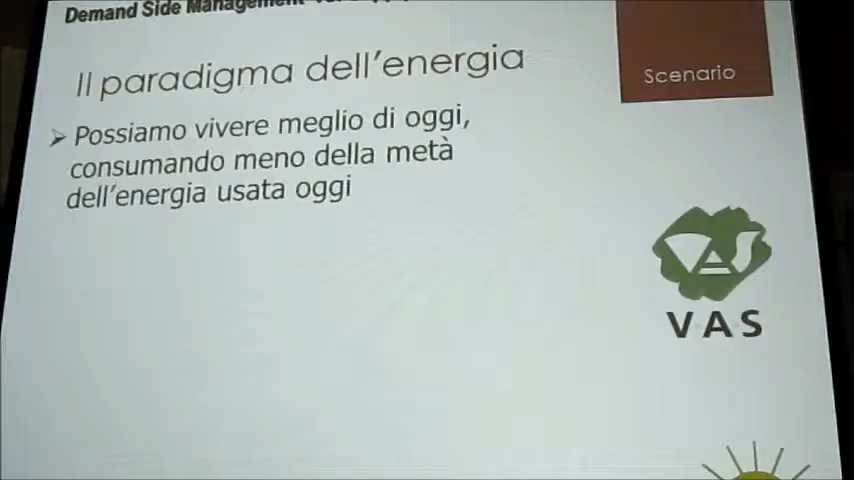 Demand Side Management
Il paradigma dell'energia
Scenario
➢ Possiamo vivere meglio di oggi,
consumando meno della metà
dell'energia usata oggi
VAS
V.A.S